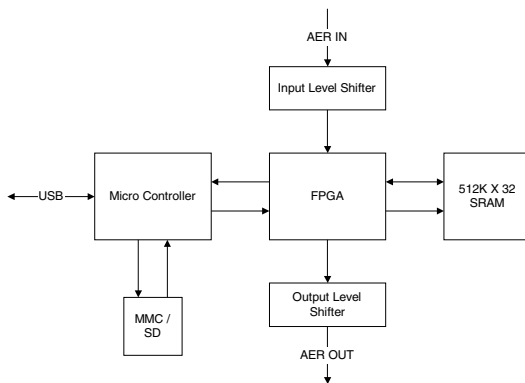 AER IN
Input Level Shifter
USB
Micro Controller
FPGA
512K X 32
SRAM
MMC /
SD
Output Level
Shifter
AER OUT